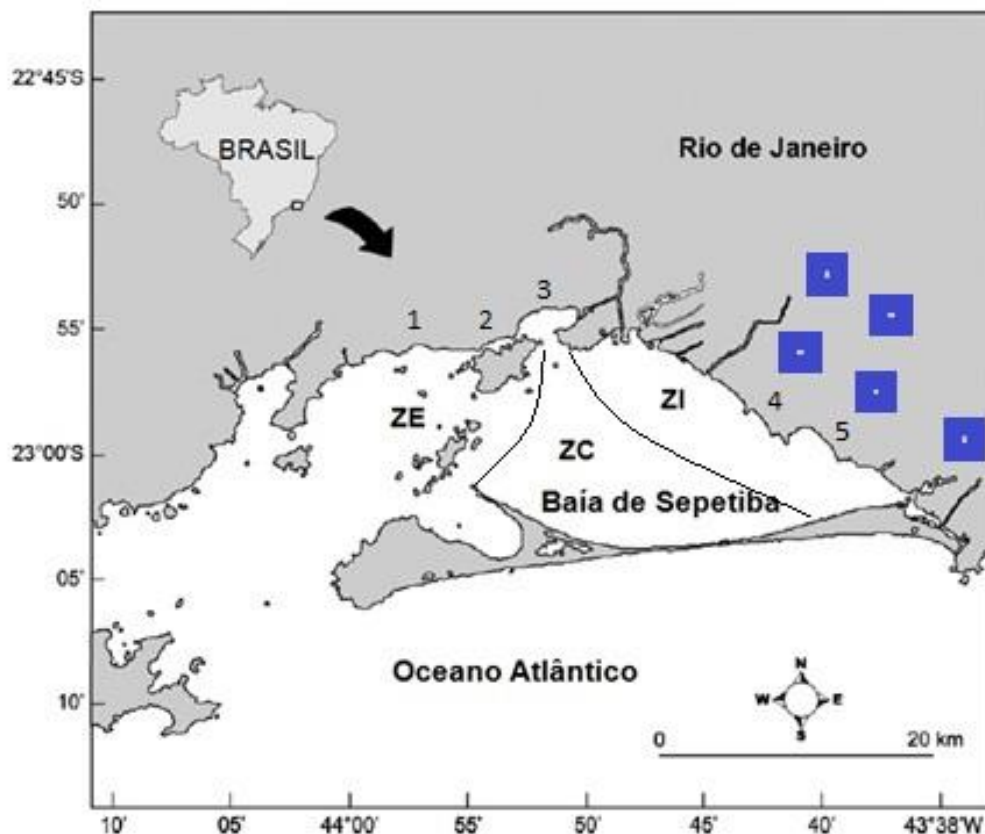 22°45'S
BRASIL
Rio de Janeiro
50'
3
55'
1
2
4
ZE
ZI
5
23°00'S
ZC
Baía de Sepetiba
05'
Oceano Atlântico
N
W
E
S
10'
0
20 km
10'
05'
44°00'
55'
50'
45'
40'
43°38'W